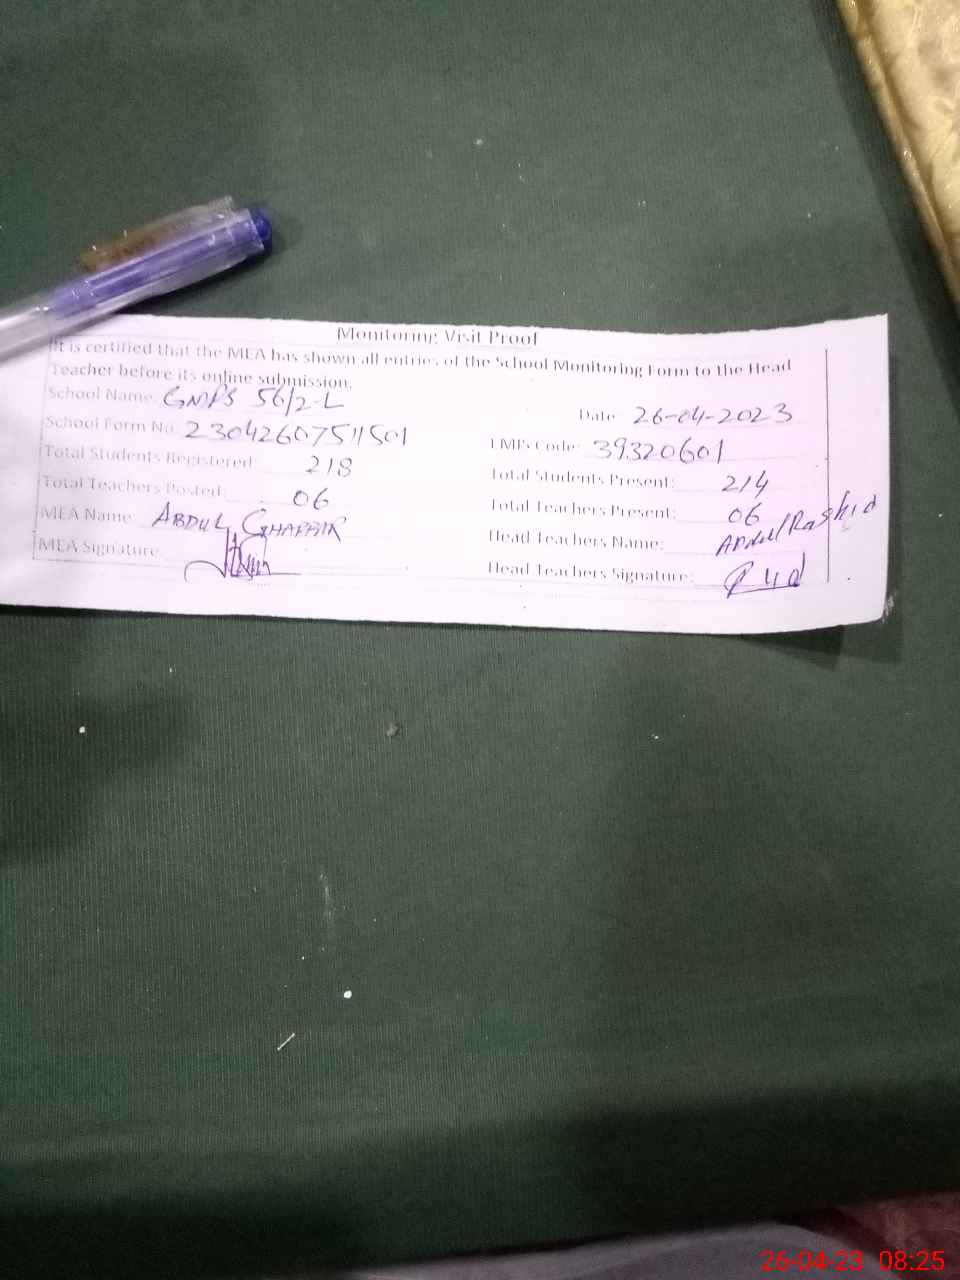 Monitoring Visit Proof
It is certified that the MEA has shown all entries of the School Monitoring Form to the Head
Teacher before its online submission.
School Name: GMPS 56/2-L
Date: 26-04-2023
School Form No: 23042607511501
EMIS Code: 39320601
Total Students Registered: 218
Total Students Present: 214
Total Teachers Posted: 06
Total Teachers Present: 06
MEA Name: ABDUL GHAFFAR
Head Teachers Name: Abdul Rashid
MEA Signature:
Head Teachers Signature:
26-04-23 08:25